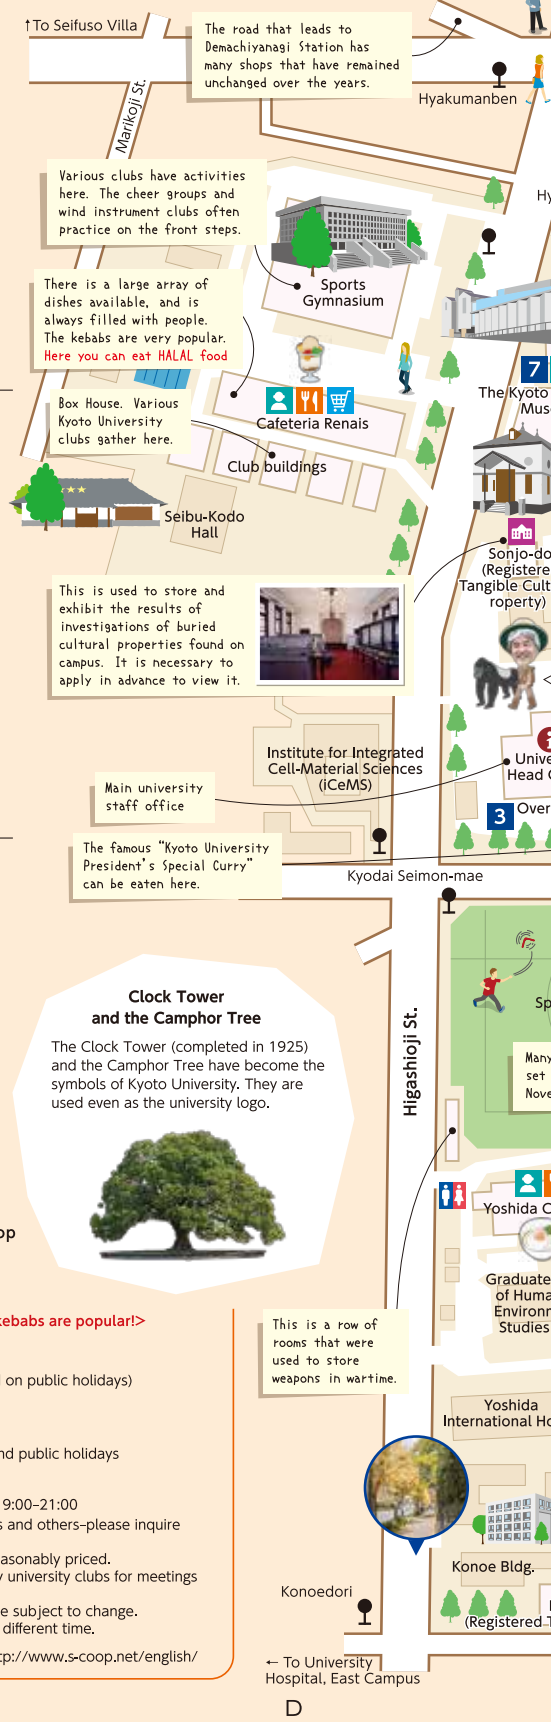 ↑To Seifuso Villa
The road that leads to
Demachiyanagi Station has
many shops that have remained
unchanged over the years.
Hyakumanben
Marikoji St.
Various clubs have activities
here. The cheer groups and
wind instrument clubs often
practice on the front steps.
Hy
Sports
Gymnasium
There is a large array of
dishes available, and is
always filled with people.
The kebabs are very popular.
Here you can eat HALAL food
7
The Kyoto
Mus
Box House. Various
Kyoto University
clubs gather here.
Cafeteria Renais
Club buildings
Seibu-Kodo
Hall
Sonjo-do
(Registere
Tangible Cult
roperty)
This is used to store and
exhibit the results of
investigations of buried
cultural properties found on
campus. It is necessary to
apply in advance to view it.
Institute for Integrated
Cell-Material Sciences
(iCeMS)
Unive
Head O
Main university
staff office
3
Over
The famous “Kyoto University
President's Special Curry”
can be eaten here.
Kyodai Seimon-mae
Clock Tower
and the Camphor Tree
The Clock Tower (completed in 1925)
and the Camphor Tree have become the
symbols of Kyoto University. They are
used even as the university logo.
Higashioji St.
Sp
Many
set
Nove
Yoshida C
Graduate
of Huma
Environm
Studies
op
kebabs are popular!>
This is a row of
rooms that were
used to store
weapons in wartime.
l on public holidays)
nd public holidays
9:00–21:00
s and others–please inquire
easonably priced.
y university clubs for meetings
e subject to change.
different time.
tp://www.s-coop.net/english/
Yoshida
International Ho
Konoe Bldg.
Konoedori
(Registered T
← To University
Hospital, East Campus
D